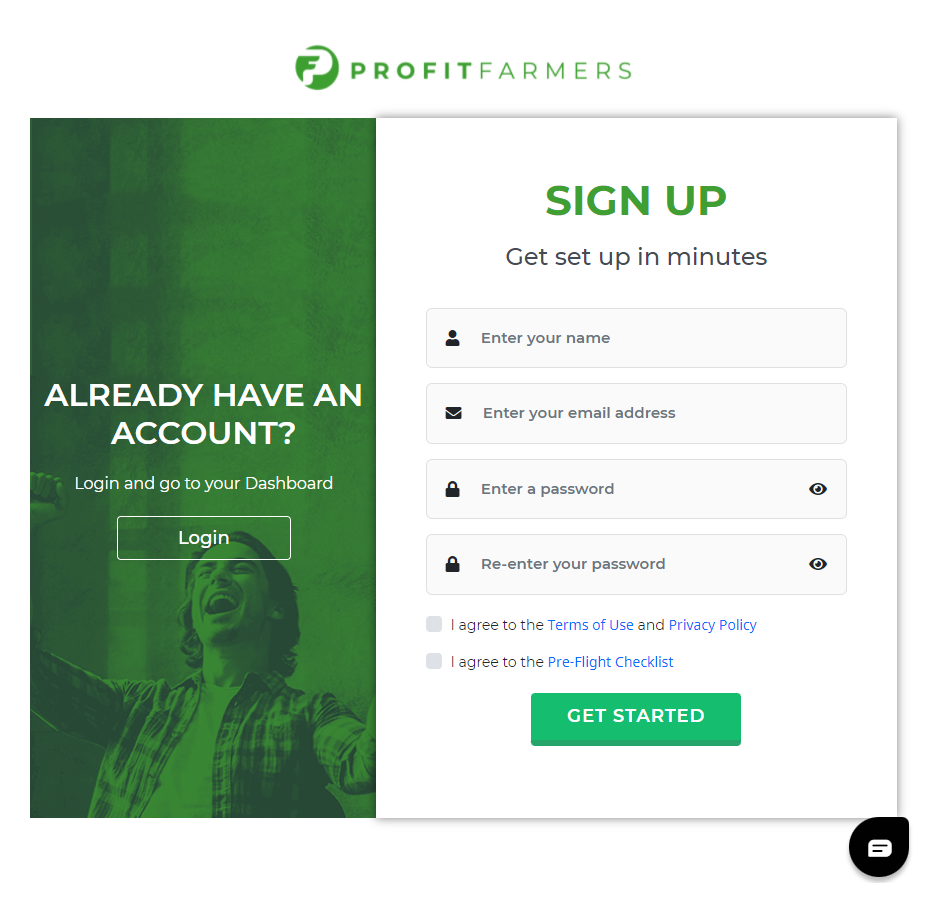 PROFITFARMERS
ALREADY HAVE AN
ACCOUNT?
Login and go to your Dashboard
Login
SIGN UP
Get set up in minutes
Enter your name
Enter your email address
Enter a password
Re-enter your password
I agree to the Terms of Use and Privacy Policy
I agree to the Pre-Flight Checklist
GET STARTED